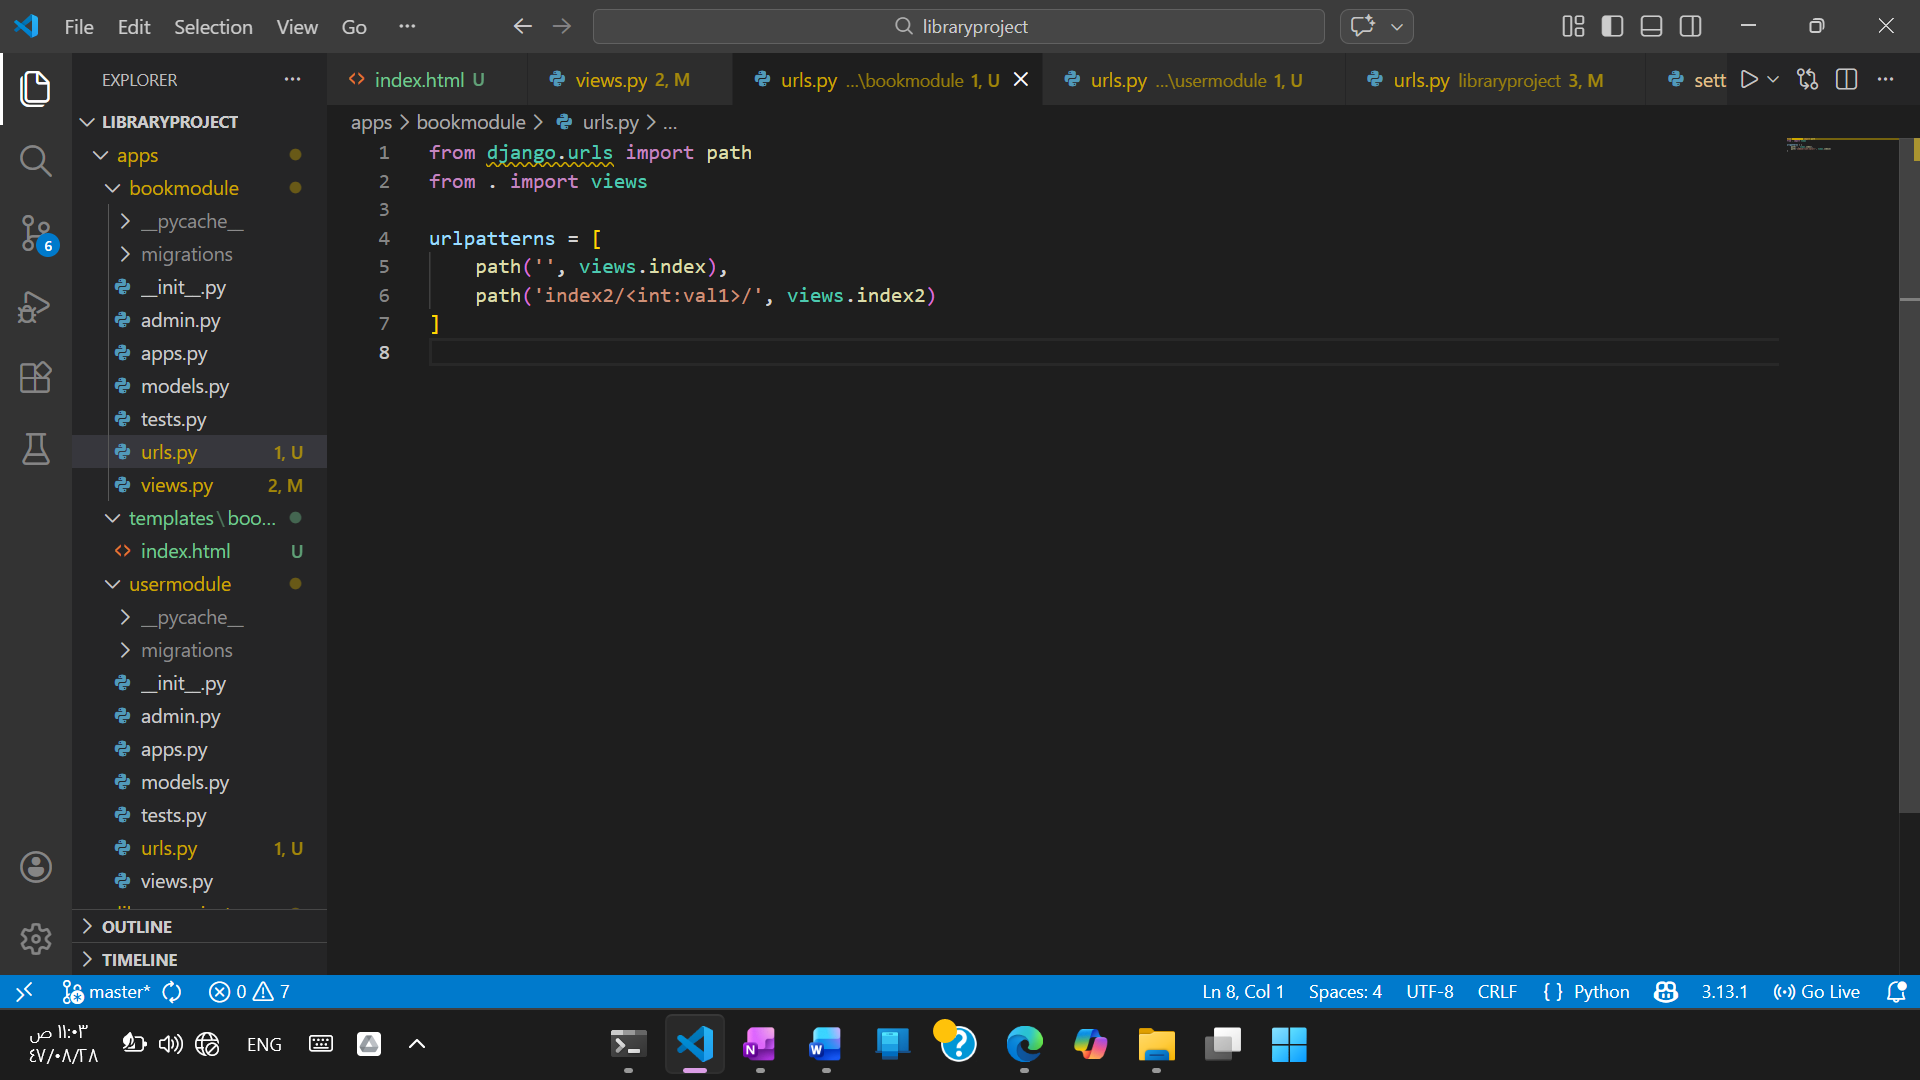 File Edit Selection View Go
libraryproject
EXPLORER
index.html U
views.py 2, M
urls.py ...\bookmodule 1, U
urls.py ...\usermodule 1, U
urls.py libraryproject 3, M
sett
LIBRARYPROJECT
apps
bookmodule
__pycache__
migrations
__init__.py
admin.py
apps.py
models.py
tests.py
urls.py 1, U
views.py 2, M
templates\boo...
index.html U
usermodule
__pycache__
migrations
__init__.py
admin.py
apps.py
models.py
tests.py
urls.py 1, U
views.py
OUTLINE
TIMELINE
6
apps > bookmodule > urls.py > ...
1 from django.urls import path
2 from . import views
3
4 urlpatterns = [
5 path('', views.index),
6 path('index2/<int:val1>/', views.index2)
7 ]
8
master* 0 7
Ln 8, Col 1 Spaces: 4 UTF-8 CRLF { } Python 3.13.1 Go Live
١١:٠٣ ص
٤٧/٠٨/٢٨
ENG